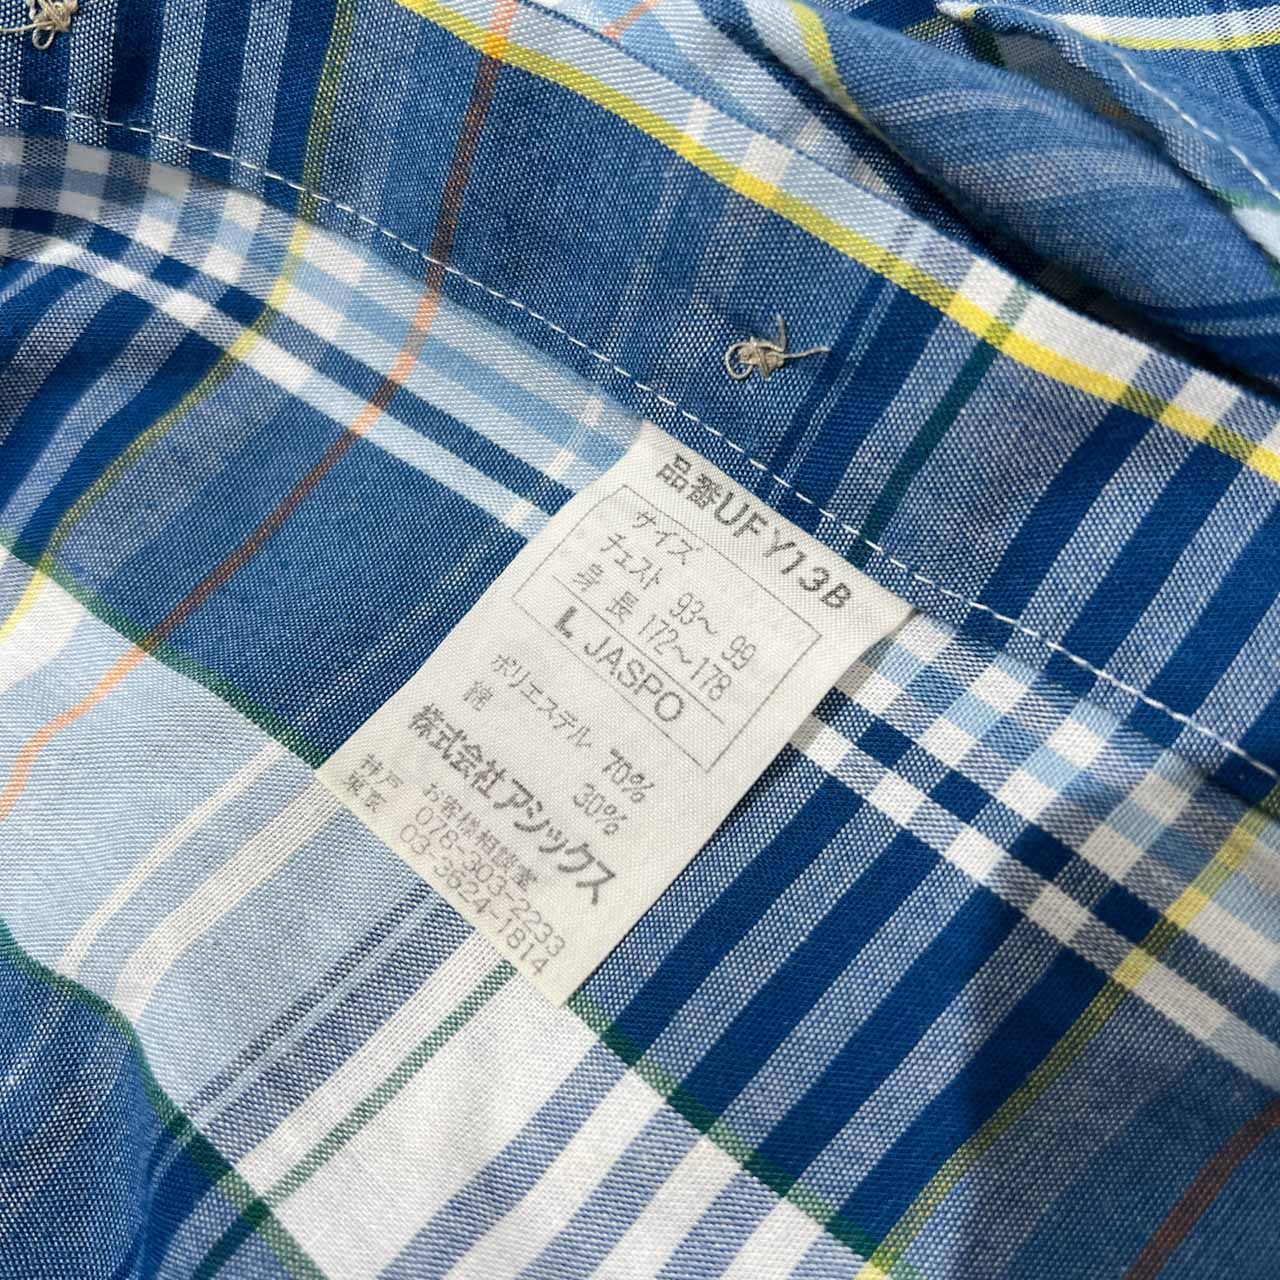 品番UFY13B
サイズ
チェスト 93〜99
身長 172〜178
L JASPO
ポリエステル 70%
綿 30%
株式会社アシックス
お客様相談室
神戸 078-303-2233
東京 03-3624-1814